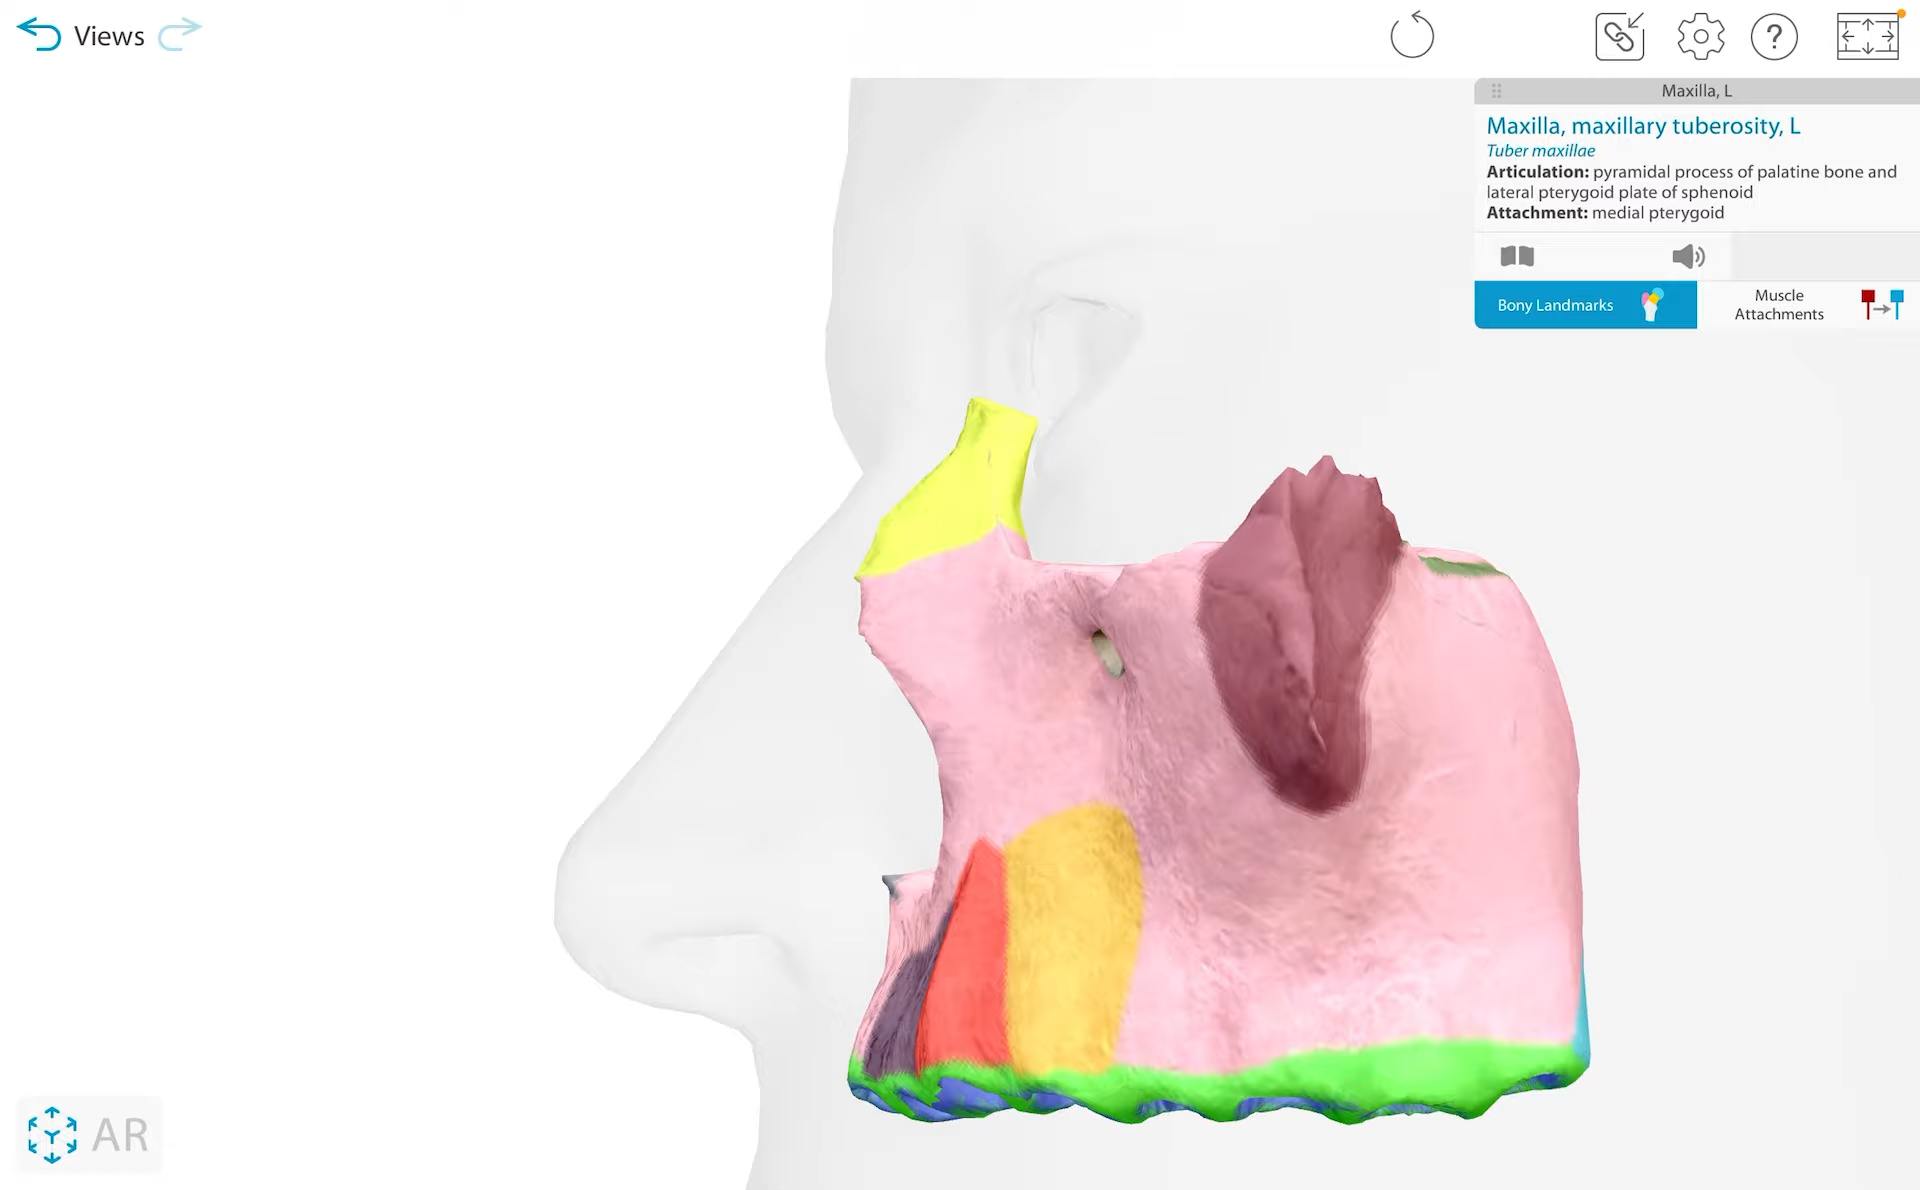 Views
?
Maxilla, L
Maxilla, maxillary tuberosity, L
Tuber maxillae
Articulation: pyramidal process of palatine bone and
lateral pterygoid plate of sphenoid
Attachment: medial pterygoid
Bony Landmarks
Muscle
Attachments
AR